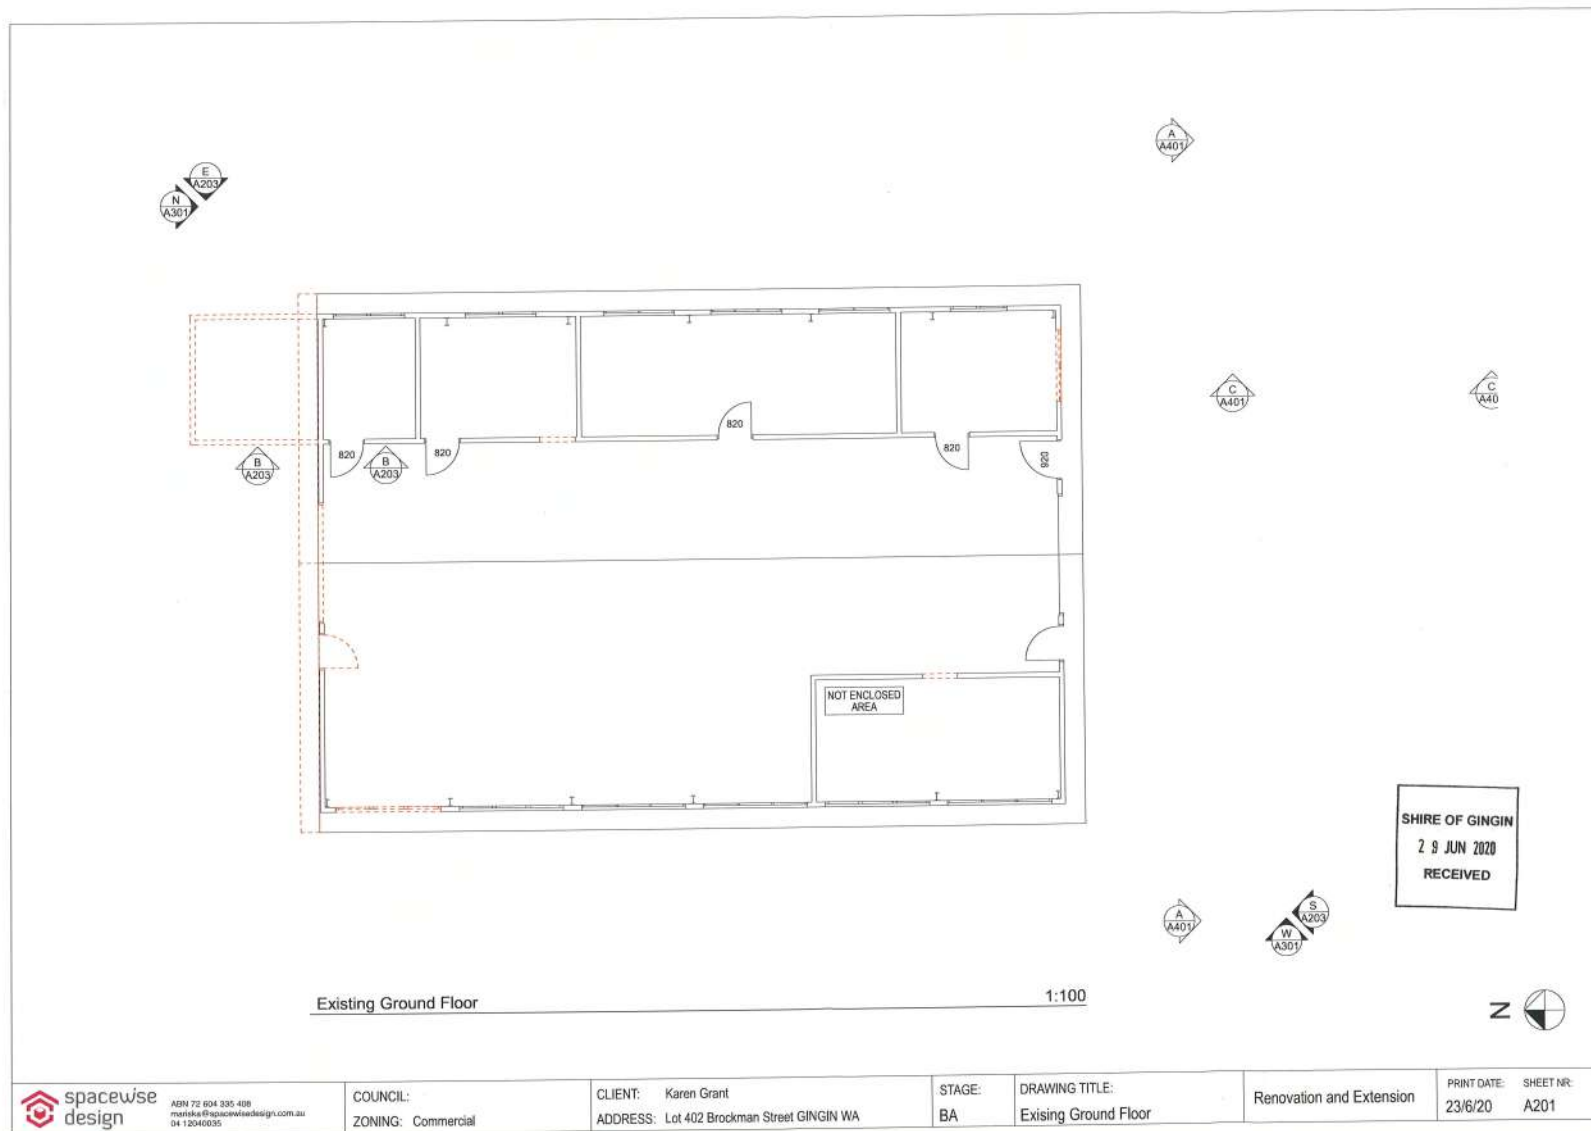 A
A401
E
A203
N
A301
C
A401
C
A40
820
820
820
820
920
B
A203
B
A203
NOT ENCLOSED
AREA
SHIRE OF GINGIN
29 JUN 2020
RECEIVED
A
A401
S
A203
W
A301
Existing Ground Floor
1:100
N
spacewise
design
ABN 72 604 335 408
mariska@spacewisedesign.com.au
04 12040035
COUNCIL:
ZONING: Commercial
CLIENT: Karen Grant
ADDRESS: Lot 402 Brockman Street GINGIN WA
STAGE:
BA
DRAWING TITLE:
Exising Ground Floor
Renovation and Extension
PRINT DATE:
23/6/20
SHEET NR:
A201